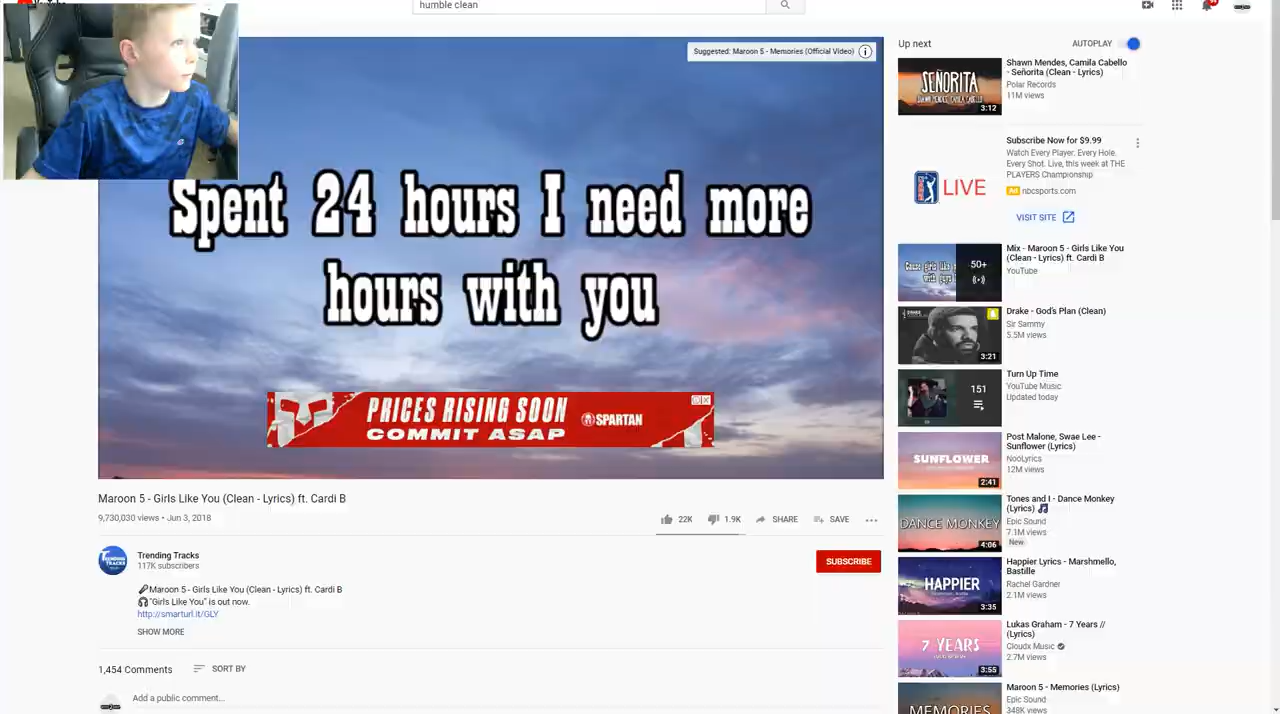 humble clean
Suggested: Maroon 5 - Memories (Official Video)
Spent 24 hours I need more
hours with you
PRICES RISING SOON
COMMIT ASAP
SPARTAN
Maroon 5 - Girls Like You (Clean - Lyrics) ft. Cardi B
9,730,030 views • Jun 3, 2018
22K
1.9K
SHARE
SAVE
Trending Tracks
117K subscribers
SUBSCRIBE
🎤Maroon 5 - Girls Like You (Clean - Lyrics) ft. Cardi B
🎧"Girls Like You" is out now.
http://smarturl.it/GLY
SHOW MORE
1,454 Comments
SORT BY
Add a public comment...
Up next
AUTOPLAY
SEÑORITA
3:12
Shawn Mendes, Camila Cabello
- Señorita (Clean - Lyrics)
Polar Records
11M views
LIVE
Subscribe Now for $9.99
Watch Every Player. Every Hole.
Every Shot. Live, this week at THE
PLAYERS Championship
Ad nbcsports.com
VISIT SITE
50+
Mix - Maroon 5 - Girls Like You
(Clean - Lyrics) ft. Cardi B
YouTube
3:21
Drake - God's Plan (Clean)
Sir Sammy
5.5M views
151
Turn Up Time
YouTube Music
Updated today
SUNFLOWER
2:41
Post Malone, Swae Lee -
Sunflower (Lyrics)
NooLyrics
12M views
DANCE MONKEY
4:06
Tones and I - Dance Monkey
(Lyrics) 🎵
Epic Sound
7.1M views
New
HAPPIER
3:35
Happier Lyrics - Marshmello,
Bastille
Rachel Gardner
2.1M views
7 YEARS
3:55
Lukas Graham - 7 Years //
(Lyrics)
Cloudx Music
2.7M views
MEMORIES
Maroon 5 - Memories (Lyrics)
Epic Sound
348K views